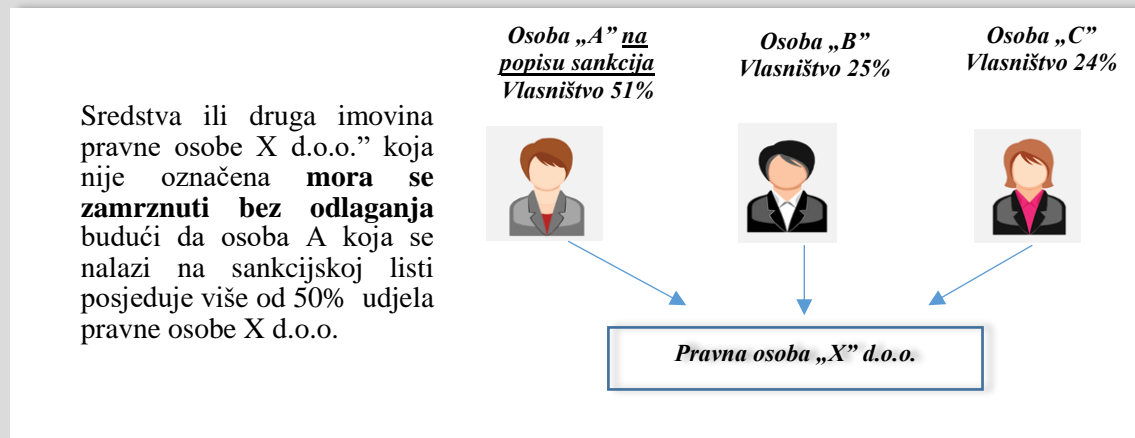 Osoba „A” na
popisu sankcija
Vlasništvo 51%
Osoba „B”
Vlasništvo 25%
Osoba „C”
Vlasništvo 24%
Sredstva ili druga imovina
pravne osobe X d.o.o.” koja
nije označena mora se
zamrznuti bez odlaganja
budući da osoba A koja se
nalazi na sankcijskoj listi
posjeduje više od 50% udjela
pravne osobe X d.o.o.
Pravna osoba „X” d.o.o.